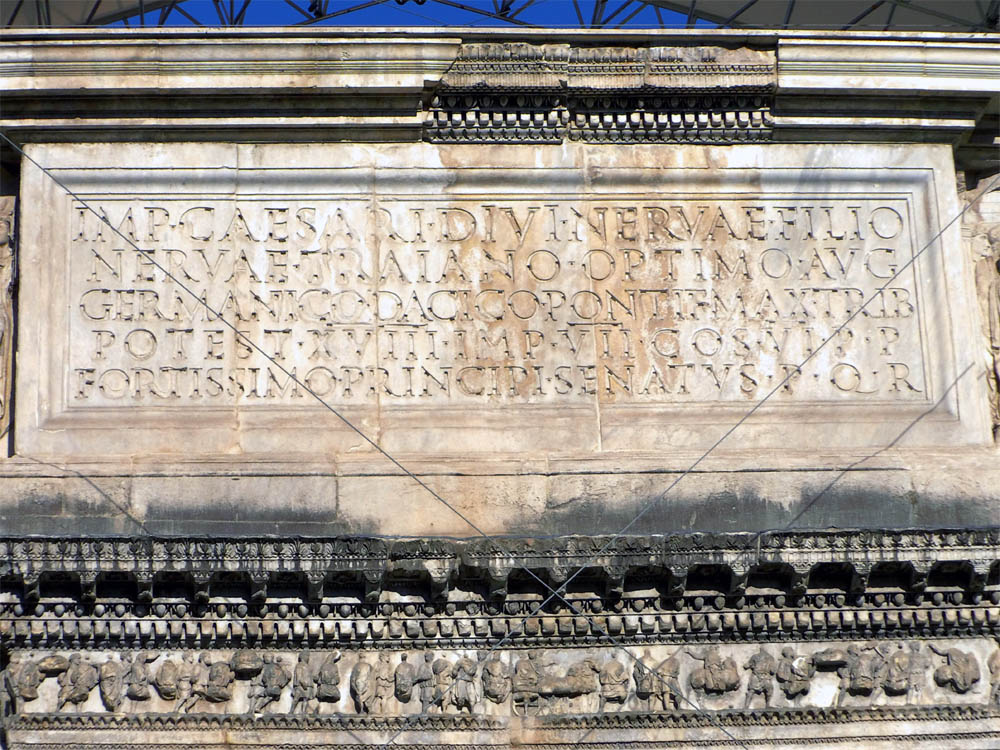 IMP·CAESARI·DIVI·NERVAE·FILIO
NERVAE·TRAIANO·OPTIMO·AVG
GERMANICO·DACICO·PONTIF·MAX·TRIB
POTEST·XVIIII·IMP·VII·COS·VI·P·P
FORTISSIMO·PRINCIPI·SENATVS·P·Q·R